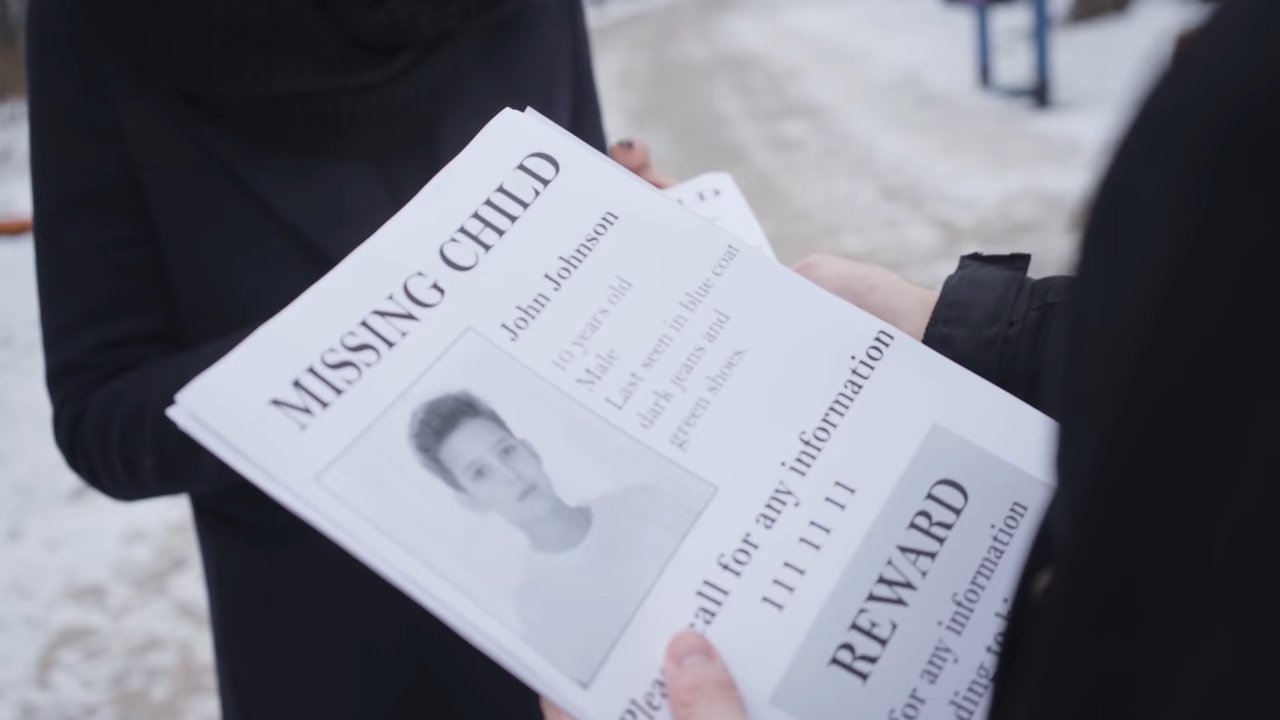 MISSING CHILD
John Johnson
10 years old
Male
Last seen in blue coat
dark jeans and
green shoes.
call for any information
111 11 11
REWARD
for any information